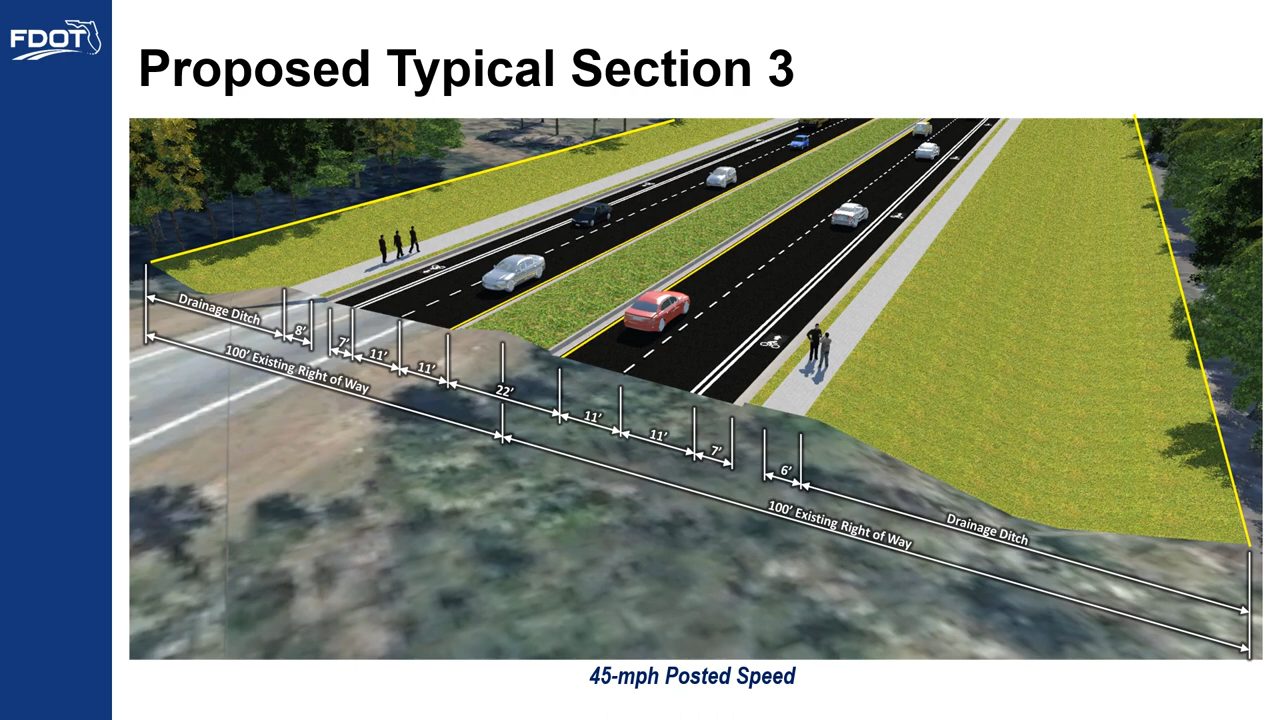 FDOT
Proposed Typical Section 3
Drainage Ditch
8'
7'
11'
11'
22'
11'
11'
7'
6'
Drainage Ditch
100' Existing Right of Way
100' Existing Right of Way
45-mph Posted Speed